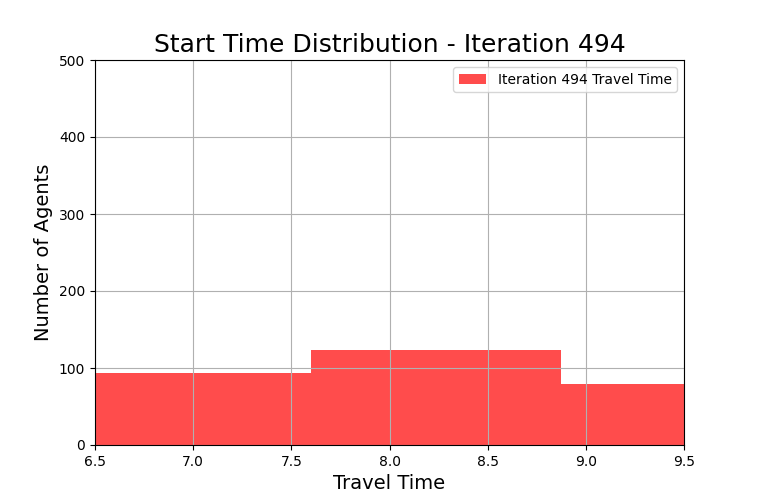 Start Time Distribution - Iteration 494
Iteration 494 Travel Time
Number of Agents
500
400
300
200
100
0
6.5 7.0 7.5 8.0 8.5 9.0 9.5
Travel Time